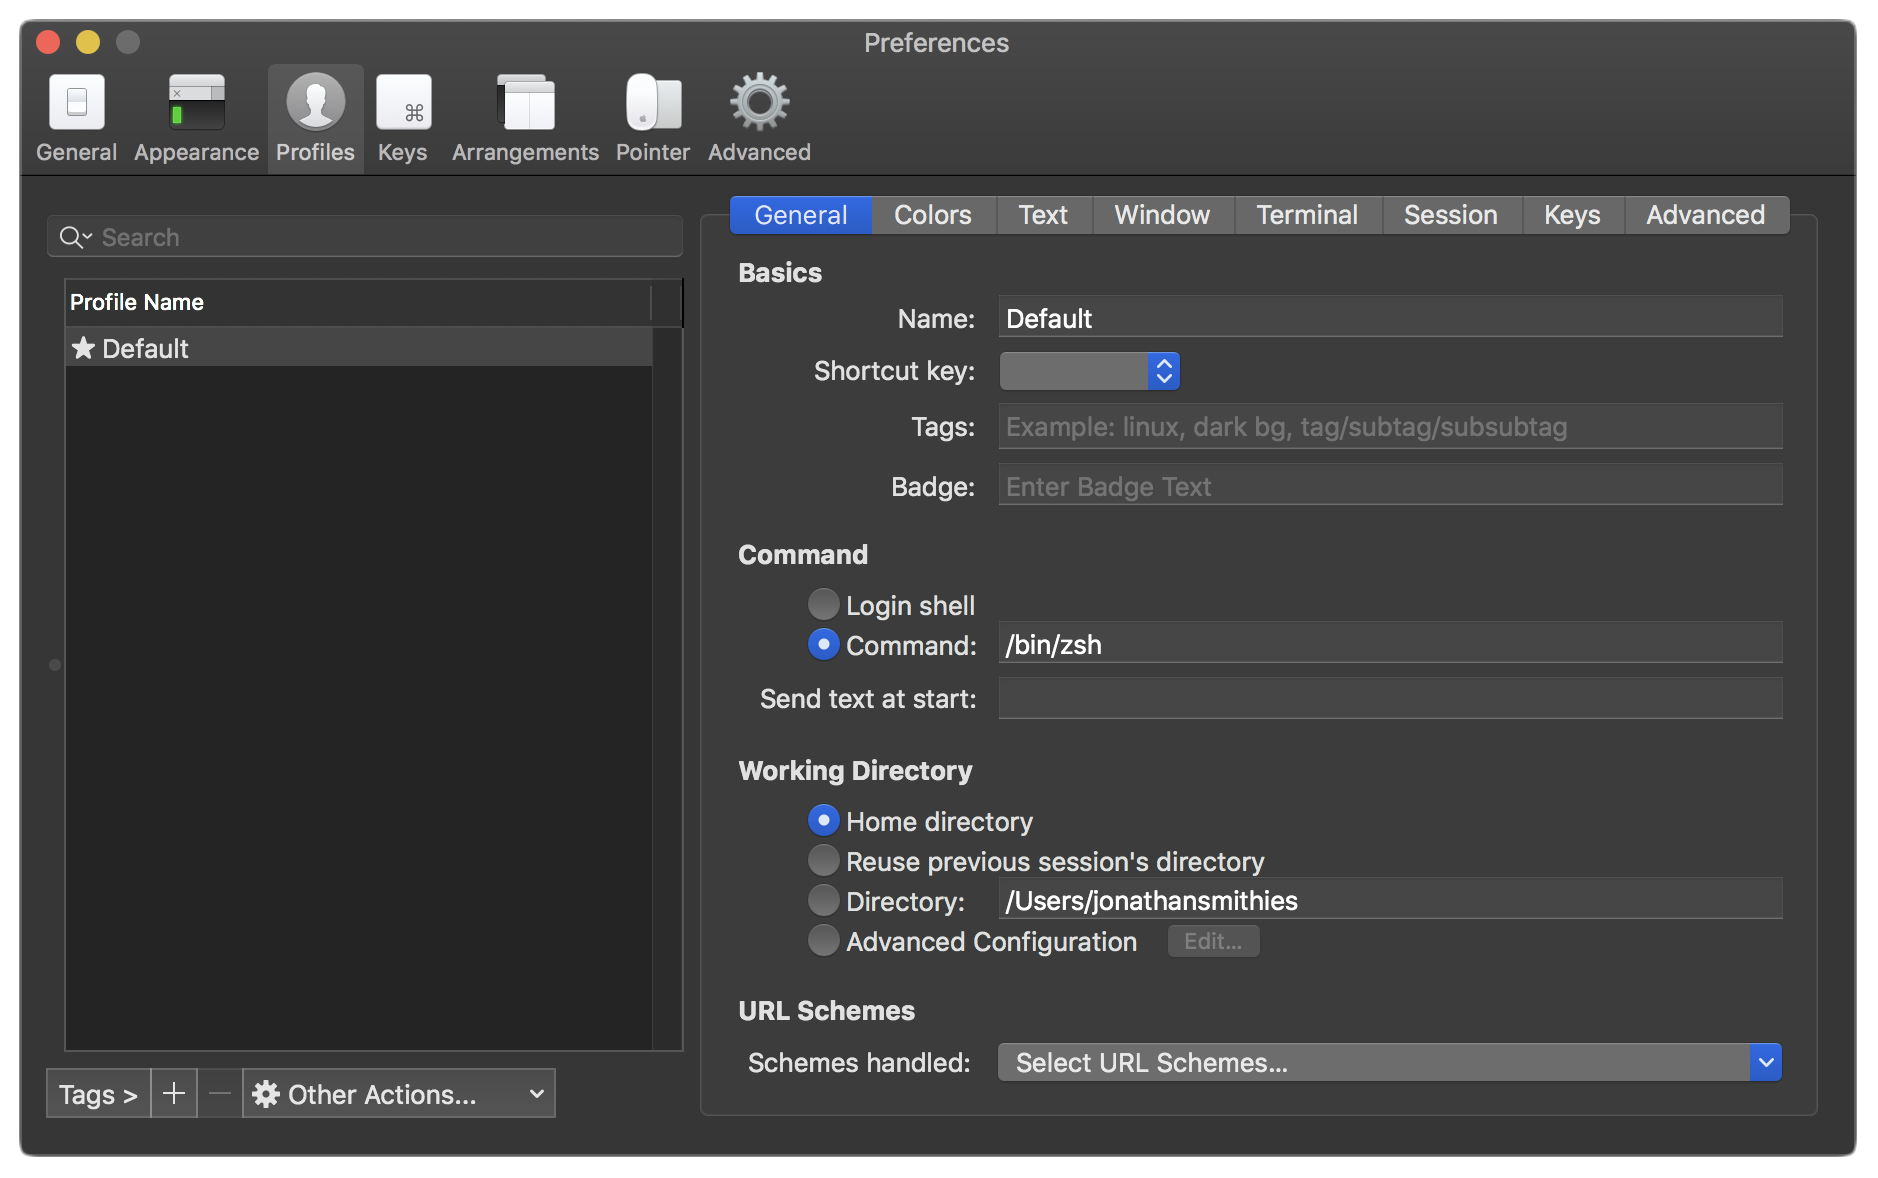 Preferences
General Appearance Profiles Keys Arrangements Pointer Advanced
Search
Profile Name
Default
Tags > Other Actions...
General Colors Text Window Terminal Session Keys Advanced
Basics
Name: Default
Shortcut key:
Tags: Example: linux, dark bg, tag/subtag/subsubtag
Badge: Enter Badge Text
Command
Login shell
Command: /bin/zsh
Send text at start:
Working Directory
Home directory
Reuse previous session's directory
Directory: /Users/jonathansmithies
Advanced Configuration Edit...
URL Schemes
Schemes handled: Select URL Schemes...